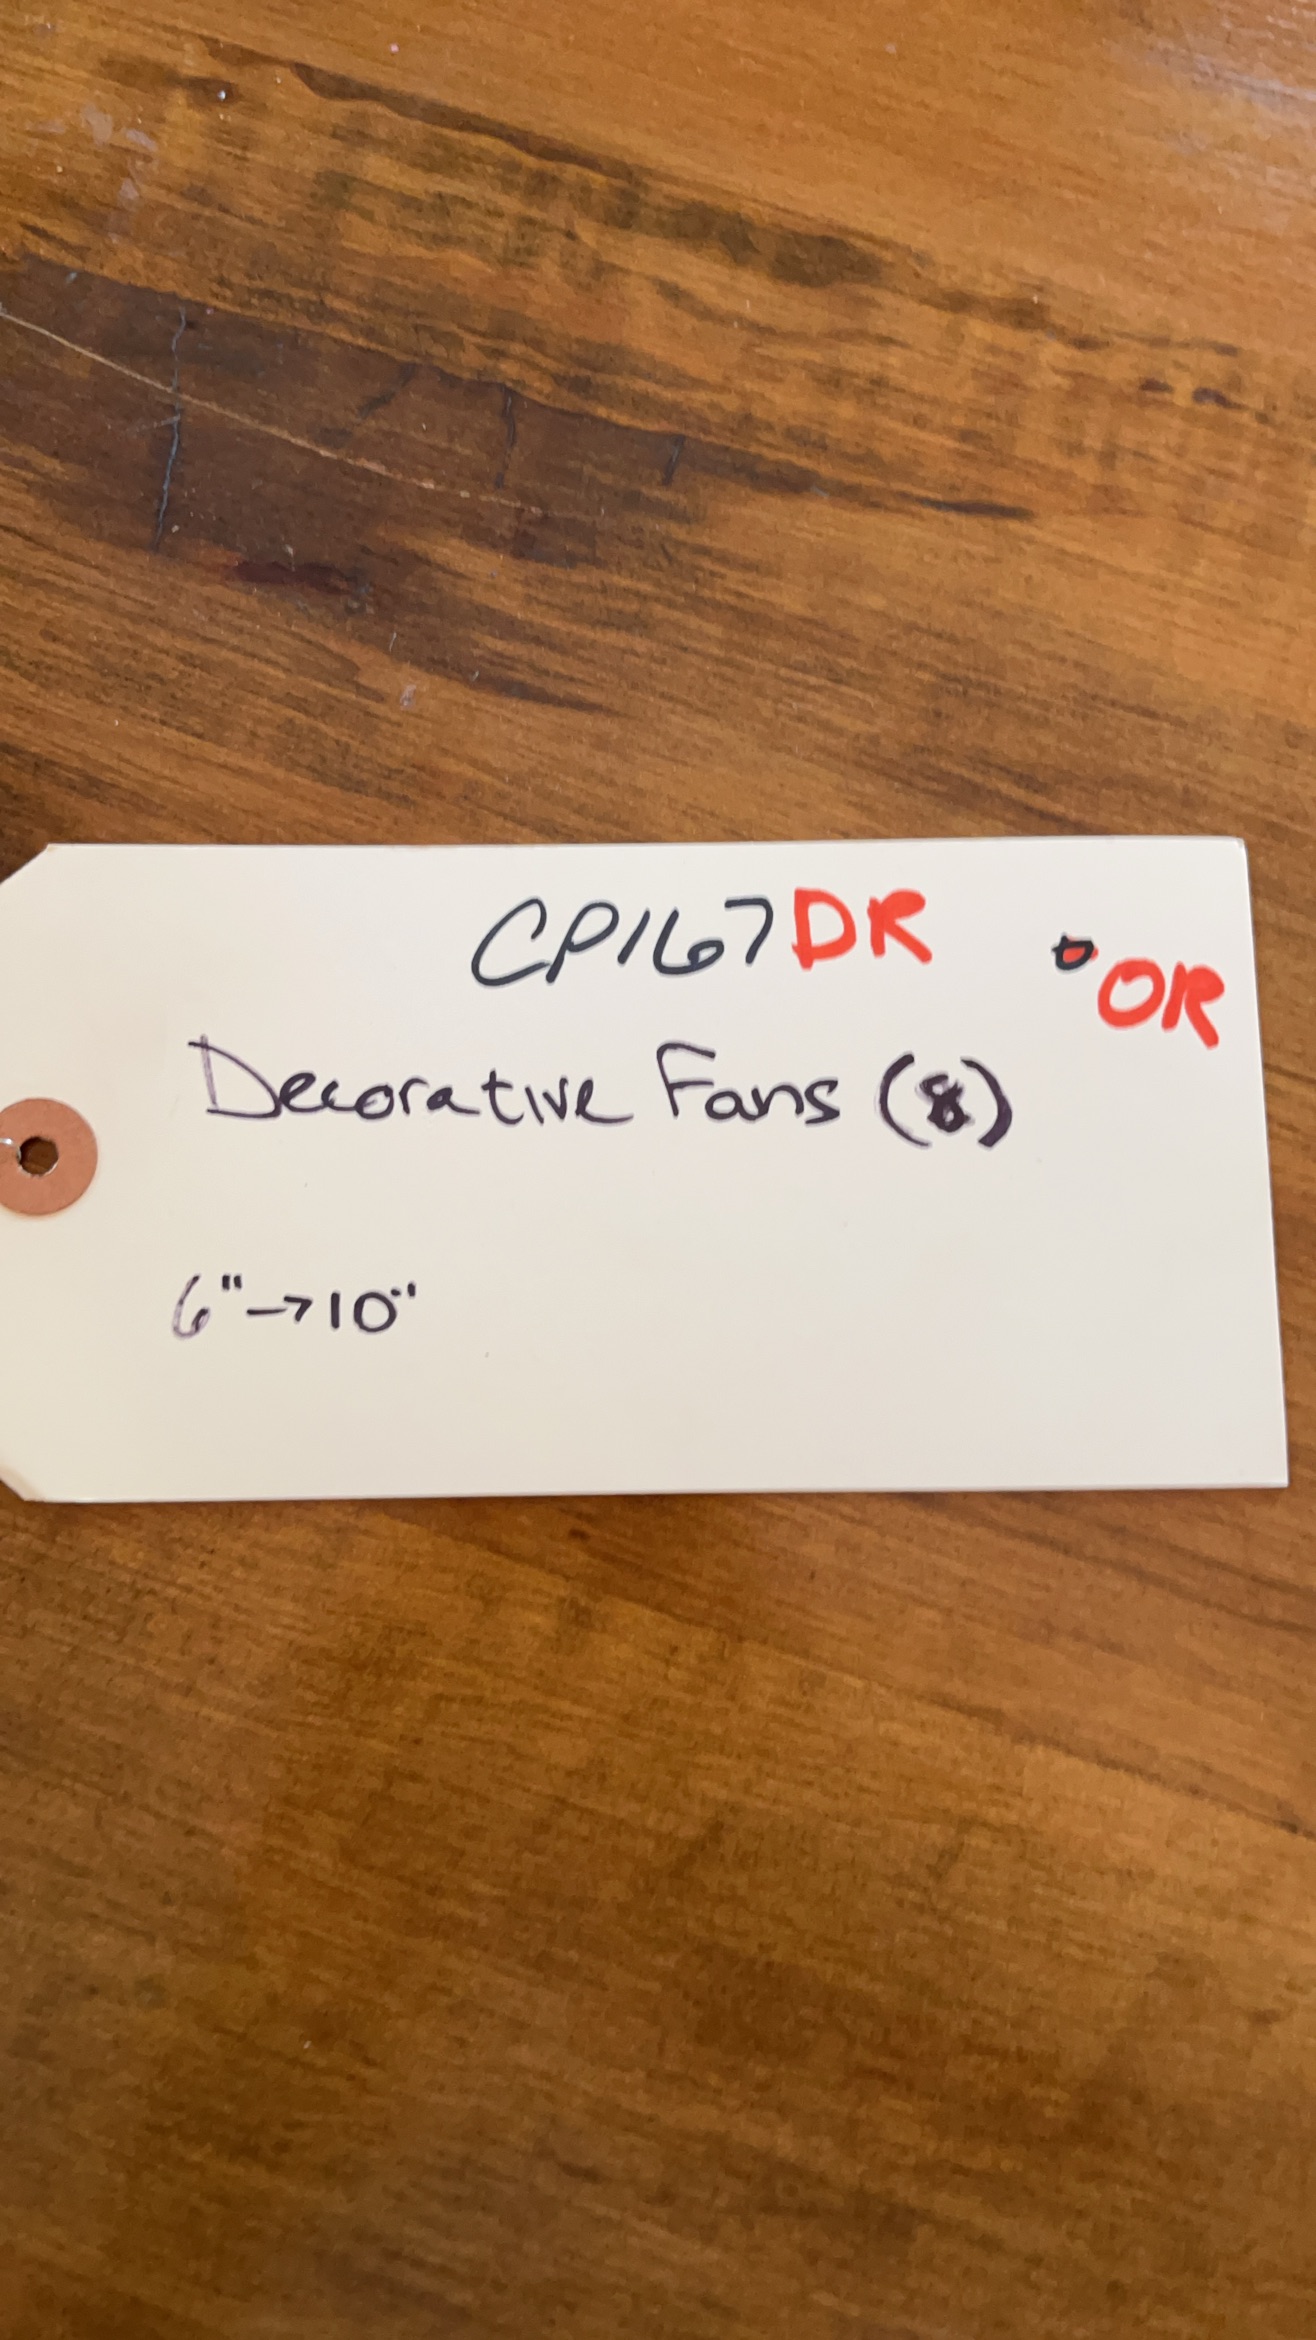 CP167DR
OR
Decorative Fans (8)
6" → 10"